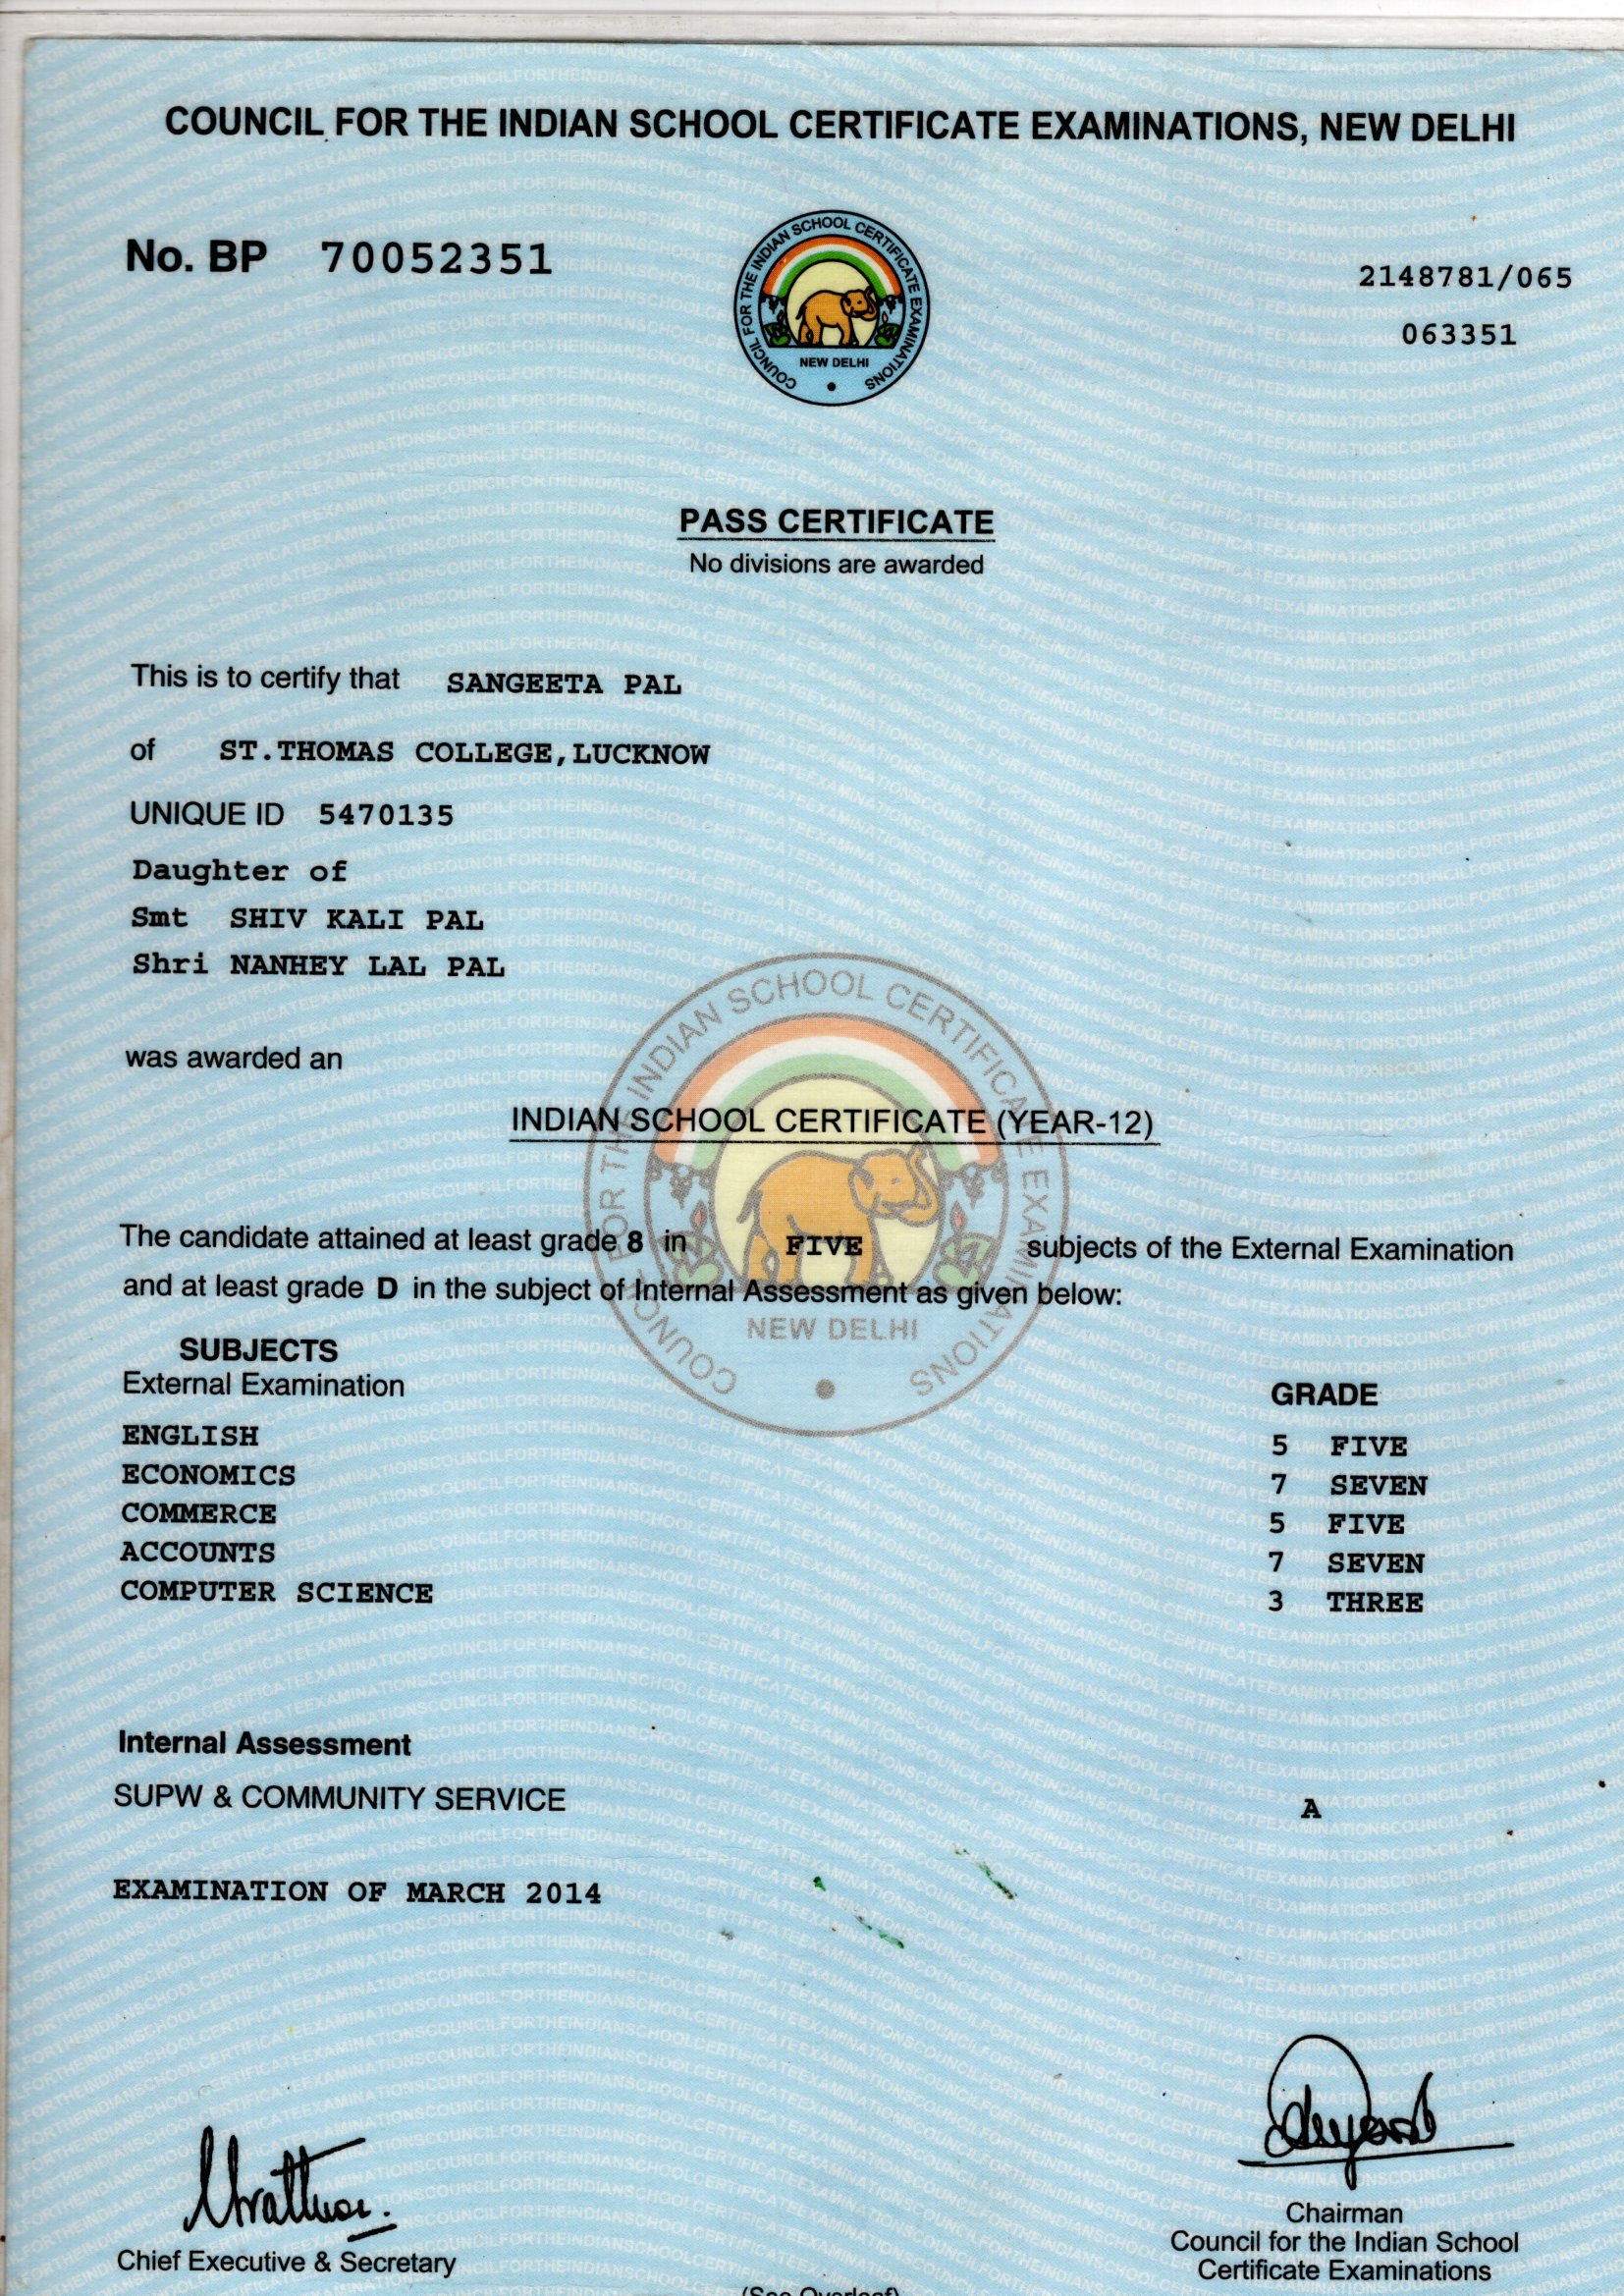 COUNCIL FOR THE INDIAN SCHOOL CERTIFICATE EXAMINATIONS, NEW DELHI
No. BP 70052351
COUNCIL FOR THE INDIAN SCHOOL CERTIFICATE EXAMINATIONS
NEW DELHI
2148781/065
063351
PASS CERTIFICATE
No divisions are awarded
This is to certify that SANGEETA PAL
of ST.THOMAS COLLEGE,LUCKNOW
UNIQUE ID 5470135
Daughter of
Smt SHIV KALI PAL
Shri NANHEY LAL PAL
was awarded an
INDIAN SCHOOL CERTIFICATE (YEAR-12)
The candidate attained at least grade 8 in FIVE subjects of the External Examination
and at least grade D in the subject of Internal Assessment as given below:
COUNCIL FOR THE INDIAN SCHOOL CERTIFICATE EXAMINATIONS
NEW DELHI
SUBJECTS
External Examination GRADE
ENGLISH 5 FIVE
ECONOMICS 7 SEVEN
COMMERCE 5 FIVE
ACCOUNTS 7 SEVEN
COMPUTER SCIENCE 3 THREE
Internal Assessment
SUPW & COMMUNITY SERVICE A
EXAMINATION OF MARCH 2014
Chief Executive & Secretary
Chairman
Council for the Indian School
Certificate Examinations
(See Overleaf)